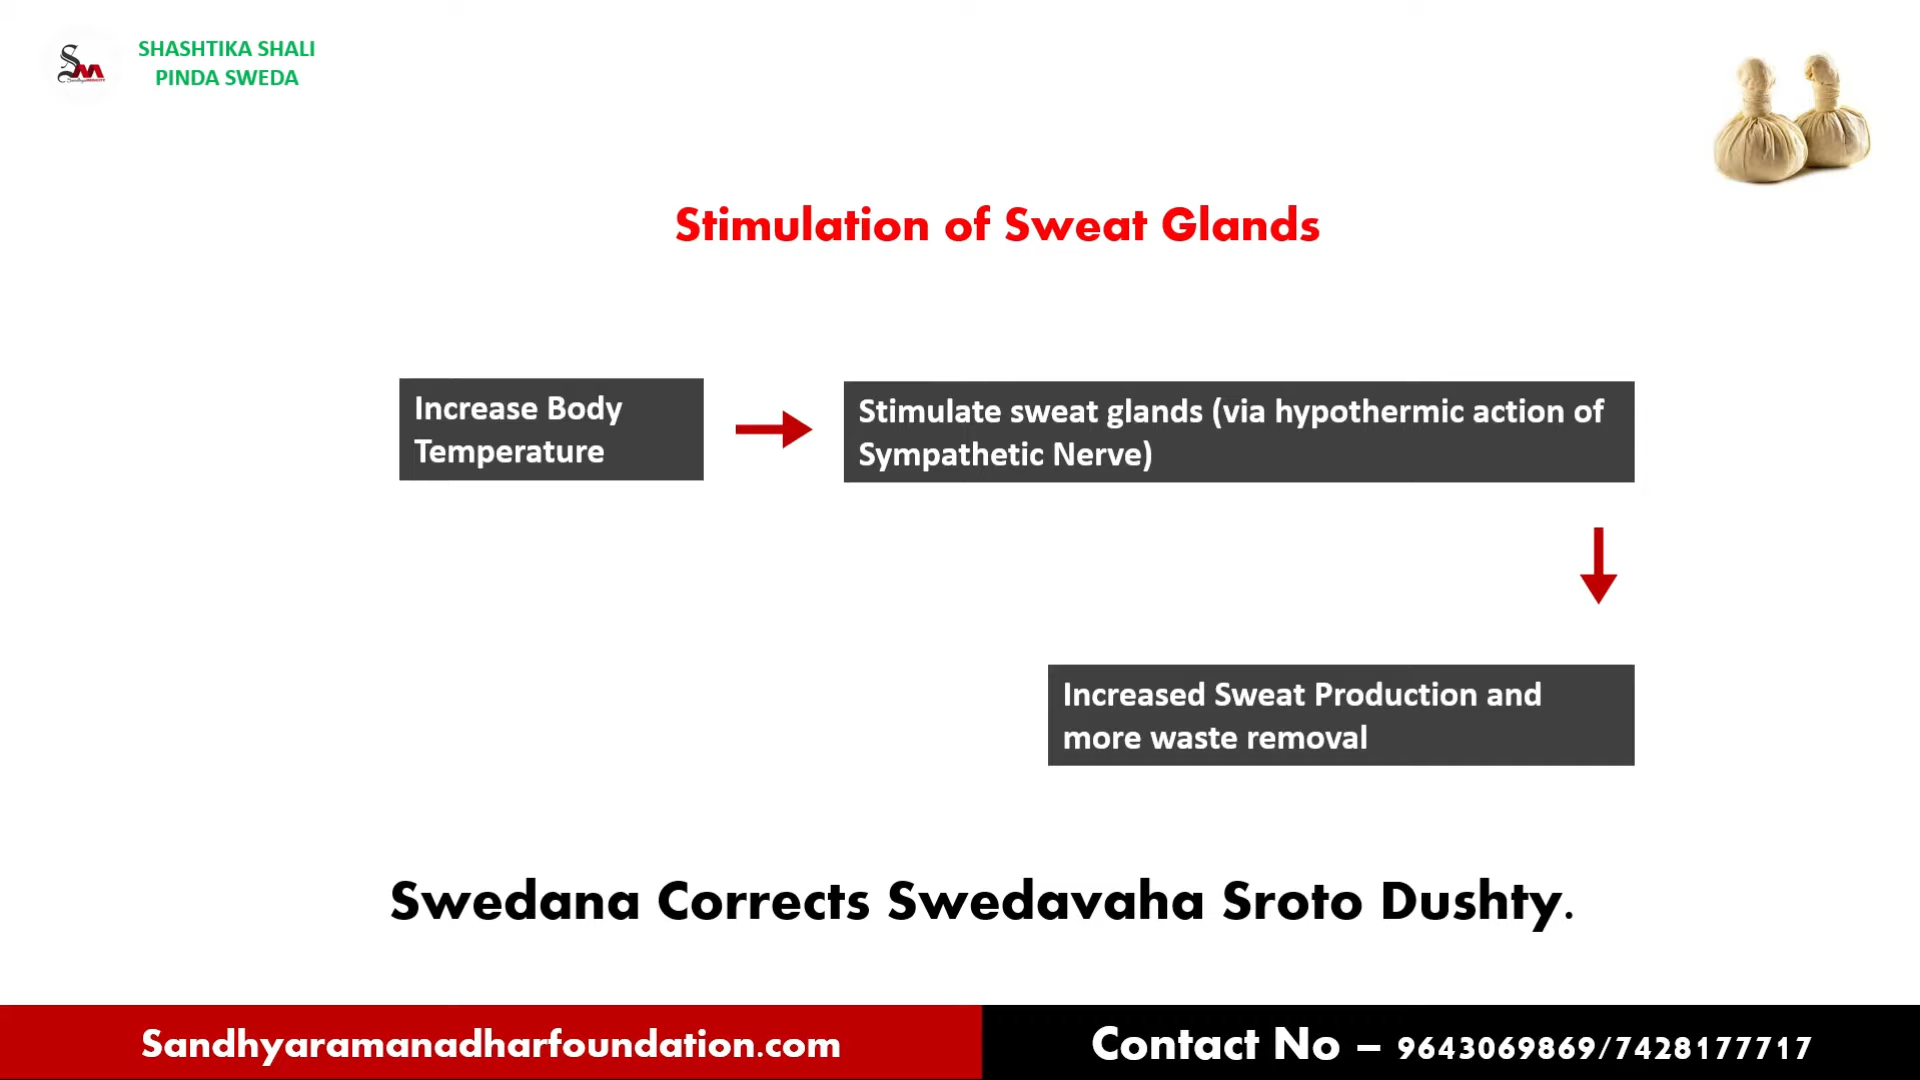 SM
SHASHTIKA SHALI
PINDA SWEDA
Stimulation of Sweat Glands
Increase Body
Temperature
Stimulate sweat glands (via hypothermic action of
Sympathetic Nerve)
Increased Sweat Production and
more waste removal
Swedana Corrects Swedavaha Sroto Dushty.
Sandhyaramanadharfoundation.com
Contact No – 9643069869/7428177717